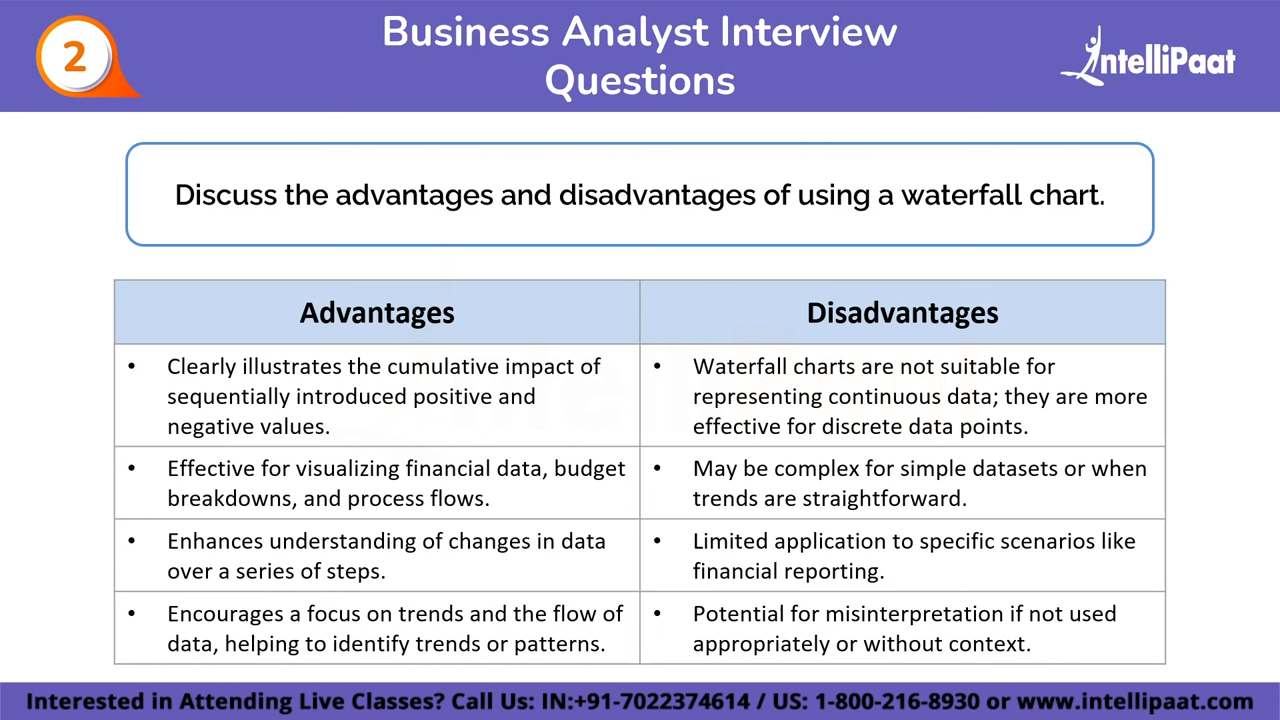 2
Business Analyst Interview
Questions
IntelliPaat
Discuss the advantages and disadvantages of using a waterfall chart.
Advantages
Disadvantages
• Clearly illustrates the cumulative impact of
sequentially introduced positive and
negative values.
• Waterfall charts are not suitable for
representing continuous data; they are more
effective for discrete data points.
• Effective for visualizing financial data, budget
breakdowns, and process flows.
• May be complex for simple datasets or when
trends are straightforward.
• Enhances understanding of changes in data
over a series of steps.
• Limited application to specific scenarios like
financial reporting.
• Encourages a focus on trends and the flow of
data, helping to identify trends or patterns.
• Potential for misinterpretation if not used
appropriately or without context.
Interested in Attending Live Classes? Call Us: IN:+91-7022374614 / US: 1-800-216-8930 or www.intellipaat.com